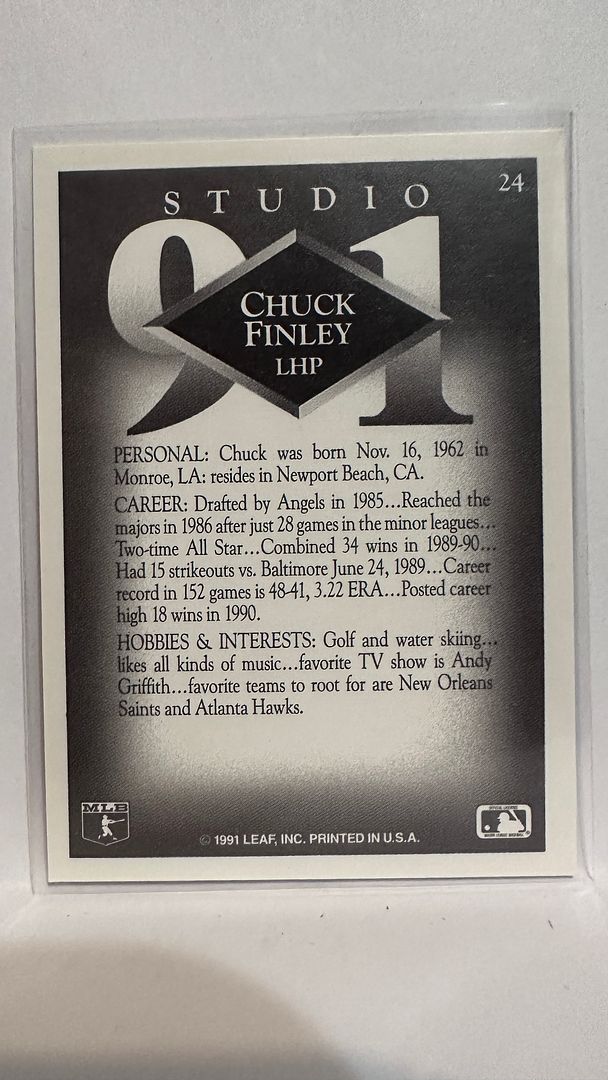 24
STUDIO
91
CHUCK
FINLEY
LHP
PERSONAL: Chuck was born Nov. 16, 1962 in
Monroe, LA: resides in Newport Beach, CA.
CAREER: Drafted by Angels in 1985...Reached the
majors in 1986 after just 28 games in the minor leagues...
Two-time All Star...Combined 34 wins in 1989-90...
Had 15 strikeouts vs. Baltimore June 24, 1989...Career
record in 152 games is 48-41, 3.22 ERA...Posted career
high 18 wins in 1990.
HOBBIES & INTERESTS: Golf and water skiing...
likes all kinds of music...favorite TV show is Andy
Griffith...favorite teams to root for are New Orleans
Saints and Atlanta Hawks.
MLB
© 1991 LEAF, INC. PRINTED IN U.S.A.